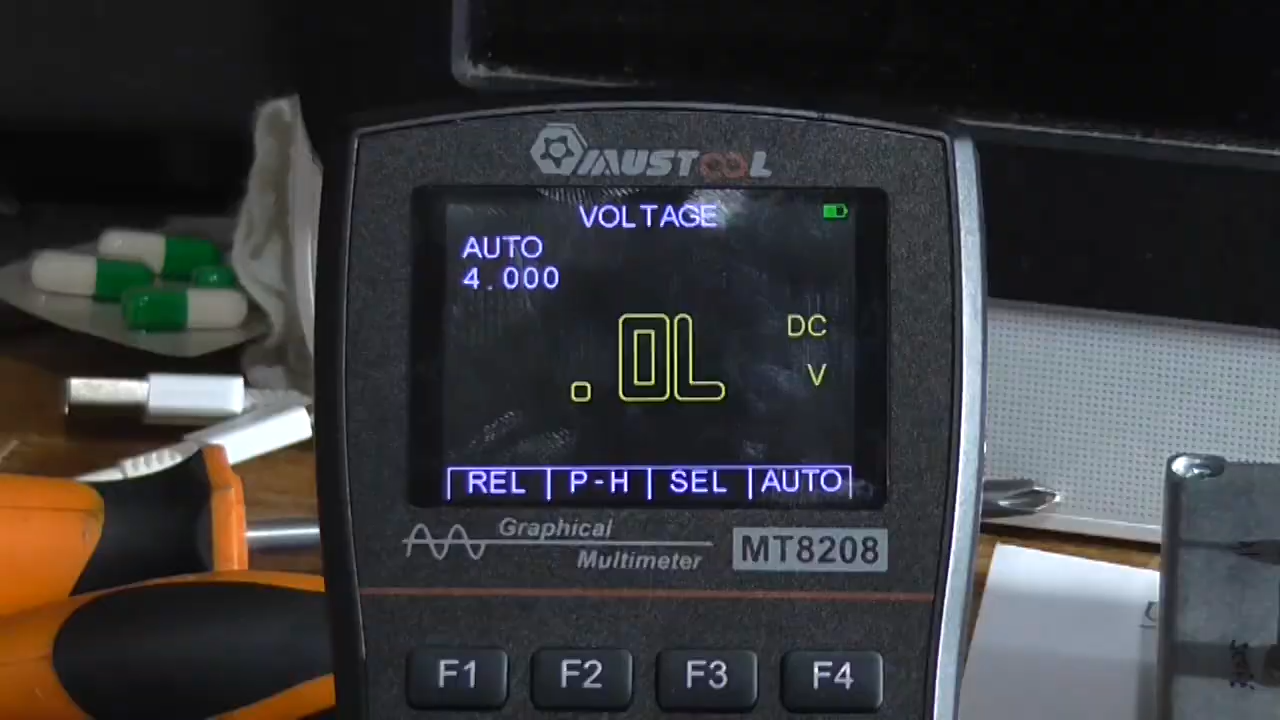 MUSTOOL
VOLTAGE
AUTO
4.000
.0L
DC
V
REL P-H SEL AUTO
Graphical
Multimeter
MT8208
F1 F2 F3 F4